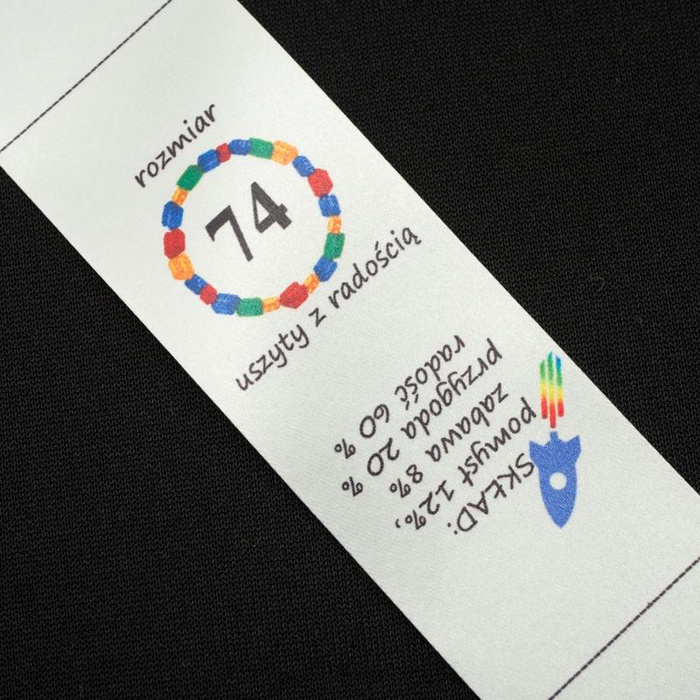 rozmiar
74
uszyty z radością
SKŁAD:
pomysł 12%,
zabawa 8%
przygoda 20 %
radość 60 %